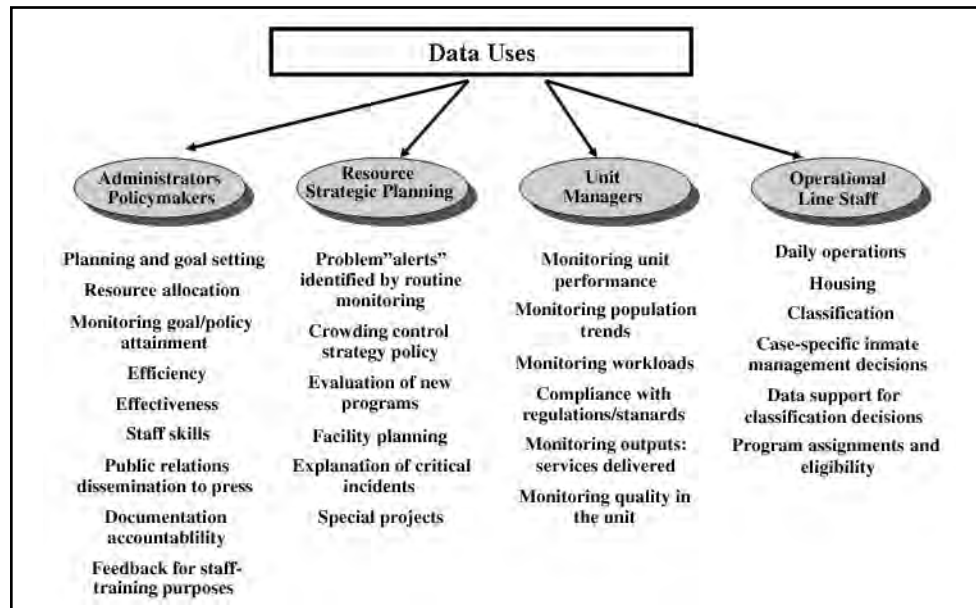 Data Uses
Administrators
Policymakers
Planning and goal setting
Resource allocation
Monitoring goal/policy
attainment
Efficiency
Effectiveness
Staff skills
Public relations
dissemination to press
Documentation
accountablility
Feedback for staff-
training purposes
Resource
Strategic Planning
Problem"alerts"
identified by routine
monitoring
Crowding control
strategy policy
Evaluation of new
programs
Facility planning
Explanation of critical
incidents
Special projects
Unit
Managers
Monitoring unit
performance
Monitoring population
trends
Monitoring workloads
Compliance with
regulations/stanards
Monitoring outputs:
services delivered
Monitoring quality in
the unit
Operational
Line Staff
Daily operations
Housing
Classification
Case-specific inmate
management decisions
Data support for
classification decisions
Program assignments and
eligibility